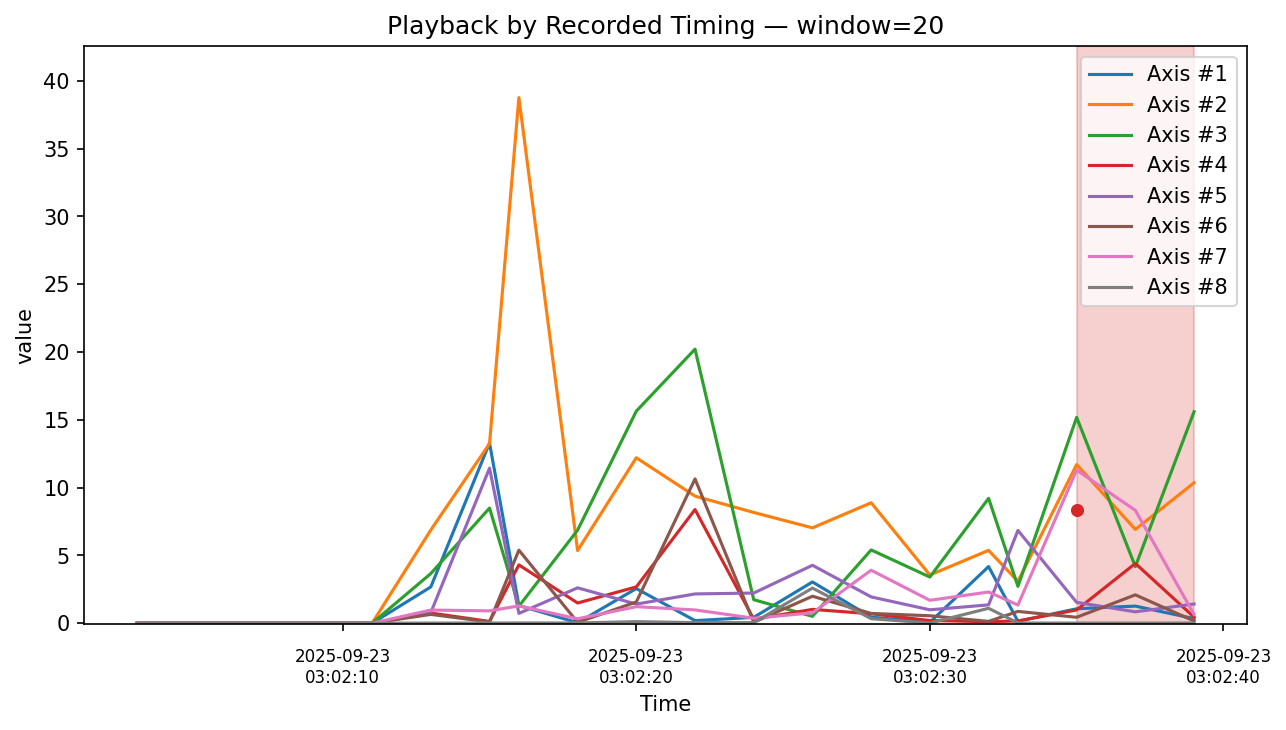 Playback by Recorded Timing — window=20
40
35
30
25
20
15
10
5
0
value
Axis #1
Axis #2
Axis #3
Axis #4
Axis #5
Axis #6
Axis #7
Axis #8
2025-09-23
03:02:10
2025-09-23
03:02:20
2025-09-23
03:02:30
2025-09-23
03:02:40
Time